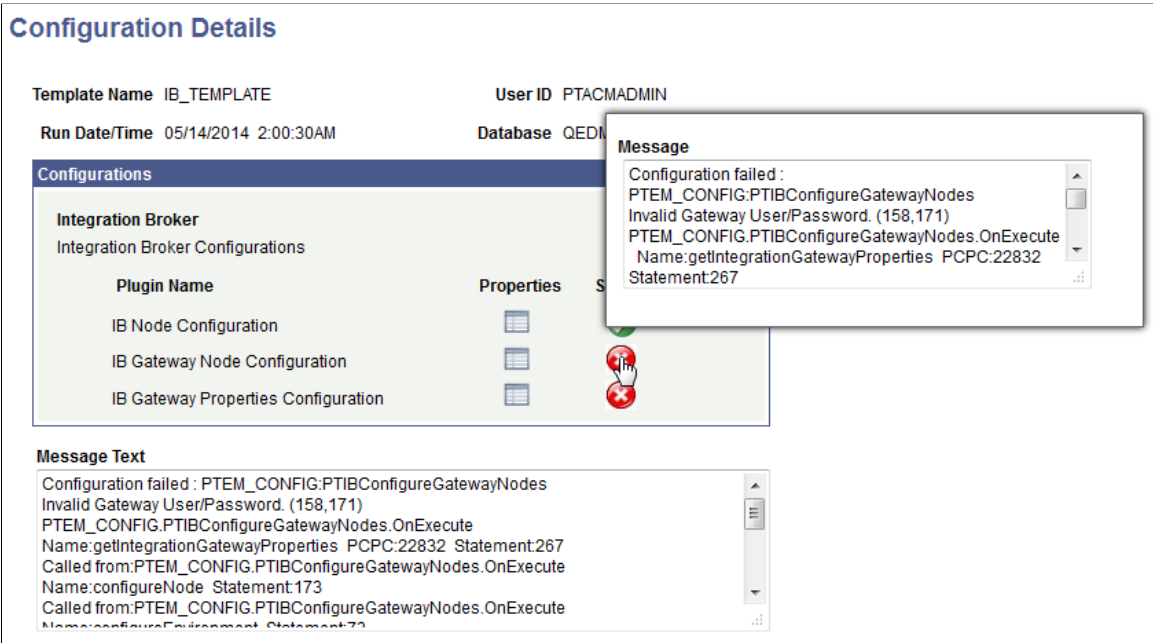 Configuration Details
Template Name IB_TEMPLATE User ID PTACMADMIN
Run Date/Time 05/14/2014 2:00:30AM Database
Message
Configuration failed :
PTEM_CONFIG:PTIBConfigureGatewayNodes
Invalid Gateway User/Password. (158,171)
PTEM_CONFIG.PTIBConfigureGatewayNodes.OnExecute
Name:getIntegrationGatewayProperties PCPC:22832
Statement:267
Configurations
Integration Broker
Integration Broker Configurations
Plugin Name Properties
IB Node Configuration
IB Gateway Node Configuration
IB Gateway Properties Configuration
Message Text
Configuration failed : PTEM_CONFIG:PTIBConfigureGatewayNodes
Invalid Gateway User/Password. (158,171)
PTEM_CONFIG.PTIBConfigureGatewayNodes.OnExecute
Name:getIntegrationGatewayProperties PCPC:22832 Statement:267
Called from:PTEM_CONFIG.PTIBConfigureGatewayNodes.OnExecute
Name:configureNode Statement:173
Called from:PTEM_CONFIG.PTIBConfigureGatewayNodes.OnExecute
Name:configureEnvironment Statement:72